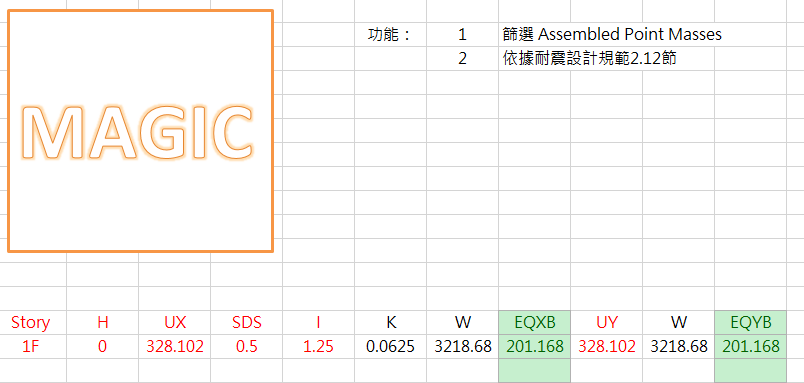 功能： 1 篩選 Assembled Point Masses
2 依據耐震設計規範2.12節
MAGIC
Story H UX SDS I K W EQXB UY W EQYB
1F 0 328.102 0.5 1.25 0.0625 3218.68 201.168 328.102 3218.68 201.168